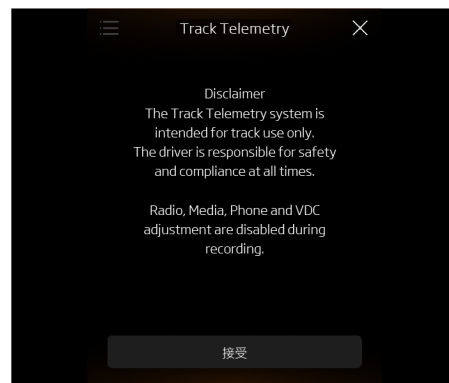 Track Telemetry
Disclaimer
The Track Telemetry system is
intended for track use only.
The driver is responsible for safety
and compliance at all times.
Radio, Media, Phone and VDC
adjustment are disabled during
recording.
接受